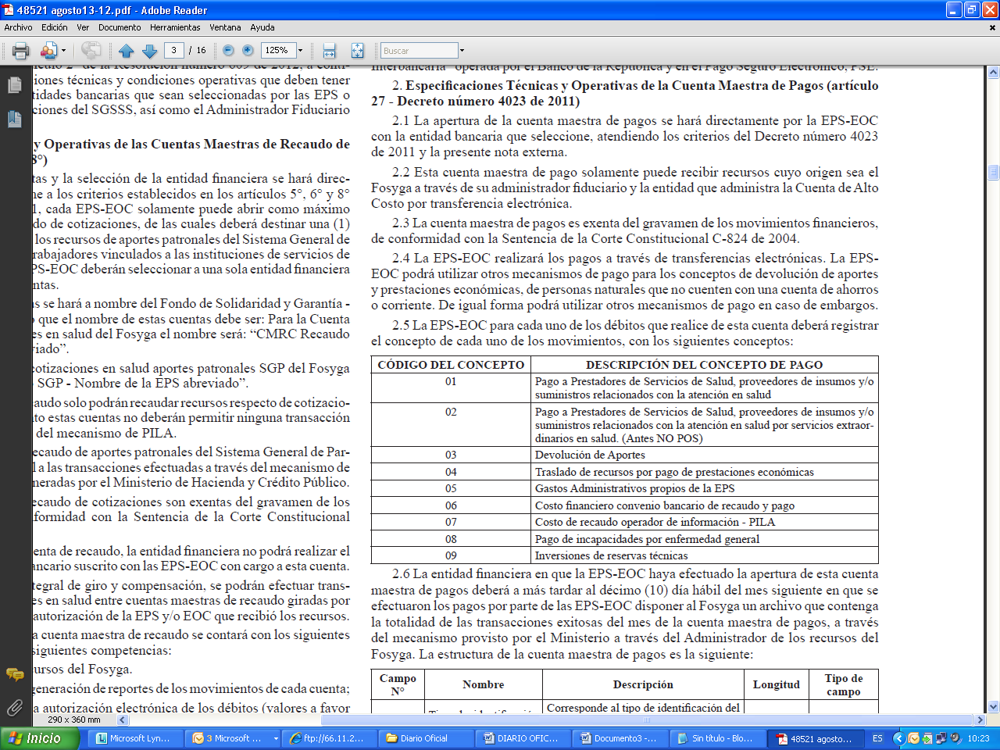 48521 agosto13-12.pdf - Adobe Reader
Archivo Edición Ver Documento Herramientas Ventana Ayuda
3 / 16 125% Buscar
iones técnicas y condiciones operativas que deben tener
tidades bancarias que sean seleccionadas por las EPS o
ciones del SGSSS, así como el Administrador Fiduciario
y Operativas de las Cuentas Maestras de Recaudo de
8°)
tas y la selección de la entidad financiera se hará direc-
ne a los criterios establecidos en los artículos 5°, 6° y 8°
1, cada EPS-EOC solamente puede abrir como máximo
do de cotizaciones, de las cuales deberá destinar una (1)
los recursos de aportes patronales del Sistema General de
rabajadores vinculados a las instituciones de servicios de
PS-EOC deberán seleccionar a una sola entidad financiera
ntas.
as se hará a nombre del Fondo de Solidaridad y Garantía -
o que el nombre de estas cuentas debe ser: Para la Cuenta
es en salud del Fosyga el nombre será: “CMRC Recaudo
viado”.
cotizaciones en salud aportes patronales SGP del Fosyga
o SGP - Nombre de la EPS abreviado”.
caudo solo podrán recaudar recursos respecto de cotizacio-
nto estas cuentas no deberán permitir ninguna transacción
del mecanismo de PILA.
ecaudo de aportes patronales del Sistema General de Par-
l a las transacciones efectuadas a través del mecanismo de
neradas por el Ministerio de Hacienda y Crédito Público.
ecaudo de cotizaciones son exentas del gravamen de los
nformidad con la Sentencia de la Corte Constitucional
enta de recaudo, la entidad financiera no podrá realizar el
ancario suscrito con las EPS-EOC con cargo a esta cuenta.
ntegral de giro y compensación, se podrán efectuar trans-
es en salud entre cuentas maestras de recaudo giradas por
autorización de la EPS y/o EOC que recibió los recursos.
a cuenta maestra de recaudo se contará con los siguientes
siguientes competencias:
cursos del Fosyga.
generación de reportes de los movimientos de cada cuenta;
a autorización electrónica de los débitos (valores a favor
2. Especificaciones Técnicas y Operativas de la Cuenta Maestra de Pagos (artículo
27 - Decreto número 4023 de 2011)
2.1 La apertura de la cuenta maestra de pagos se hará directamente por la EPS-EOC
con la entidad bancaria que seleccione, atendiendo los criterios del Decreto número 4023
de 2011 y la presente nota externa.
2.2 Esta cuenta maestra de pago solamente puede recibir recursos cuyo origen sea el
Fosyga a través de su administrador fiduciario y la entidad que administra la Cuenta de Alto
Costo por transferencia electrónica.
2.3 La cuenta maestra de pagos es exenta del gravamen de los movimientos financieros,
de conformidad con la Sentencia de la Corte Constitucional C-824 de 2004.
2.4 La EPS-EOC realizará los pagos a través de transferencias electrónicas. La EPS-
EOC podrá utilizar otros mecanismos de pago para los conceptos de devolución de aportes
y prestaciones económicas, de personas naturales que no cuenten con una cuenta de ahorros
o corriente. De igual forma podrá utilizar otros mecanismos de pago en caso de embargos.
2.5 La EPS-EOC para cada uno de los débitos que realice de esta cuenta deberá registrar
el concepto de cada uno de los movimientos, con los siguientes conceptos:
CÓDIGO DEL CONCEPTO DESCRIPCIÓN DEL CONCEPTO DE PAGO
01 Pago a Prestadores de Servicios de Salud, proveedores de insumos y/o
suministros relacionados con la atención en salud
02 Pago a Prestadores de Servicios de Salud, proveedores de insumos y/o
suministros relacionados con la atención en salud por servicios extraor-
dinarios en salud. (Antes NO POS)
03 Devolución de Aportes
04 Traslado de recursos por pago de prestaciones económicas
05 Gastos Administrativos propios de la EPS
06 Costo financiero convenio bancario de recaudo y pago
07 Costo de recaudo operador de información - PILA
08 Pago de incapacidades por enfermedad general
09 Inversiones de reservas técnicas
2.6 La entidad financiera en que la EPS-EOC haya efectuado la apertura de esta cuenta
maestra de pagos deberá a más tardar al décimo (10) día hábil del mes siguiente en que se
efectuaron los pagos por parte de las EPS-EOC disponer al Fosyga un archivo que contenga
la totalidad de las transacciones exitosas del mes de la cuenta maestra de pagos, a través
del mecanismo provisto por el Ministerio a través del Administrador de los recursos del
Fosyga. La estructura de la cuenta maestra de pagos es la siguiente:
Campo N° Nombre Descripción Longitud Tipo de campo
Corresponde al tipo de identificación del
290 x 360 mm
Inicio Microsoft Lyn... 3 Microsoft ... ftp://66.11.2... Diario Oficial DIARIO OFIC... Documento3 -... Sin título - Blo... 48521 agosto... ES 10:23